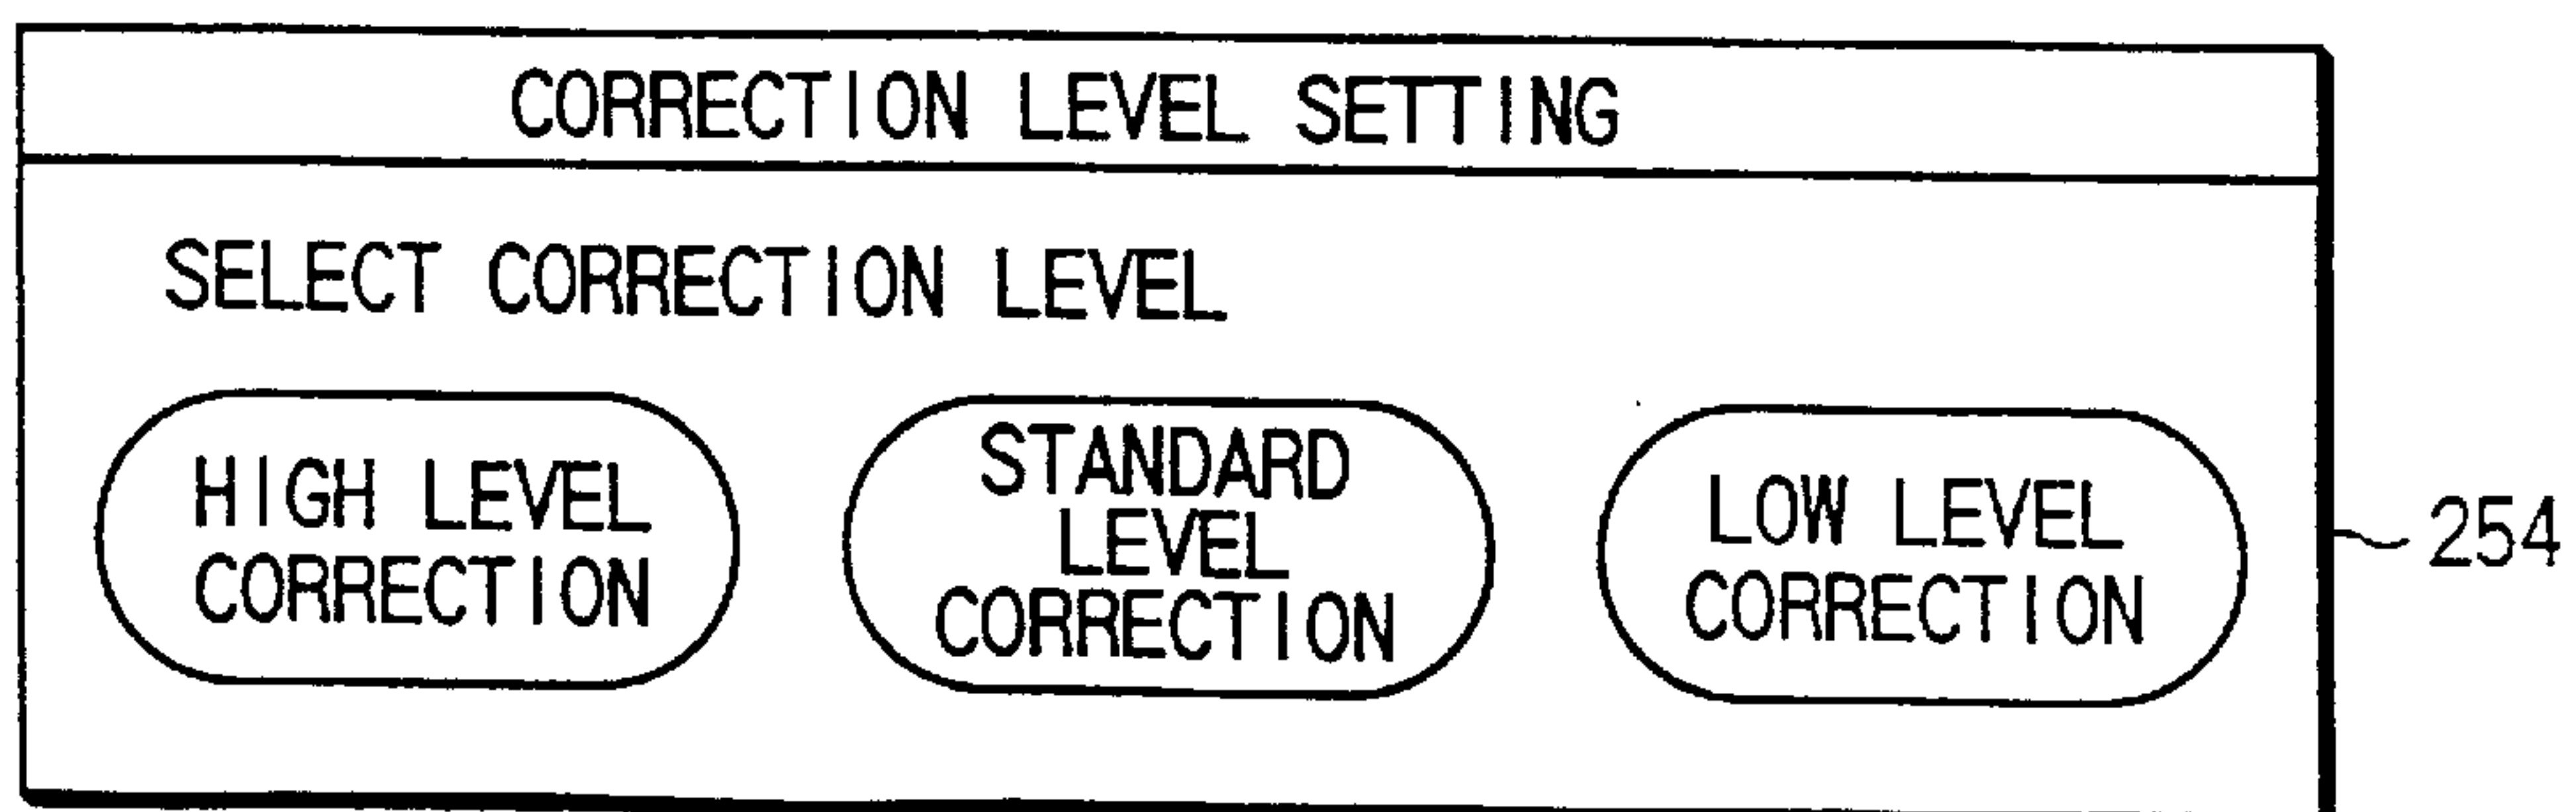 CORRECTION LEVEL SETTING
SELECT CORRECTION LEVEL
HIGH LEVEL
CORRECTION
STANDARD
LEVEL
CORRECTION
LOW LEVEL
CORRECTION
254